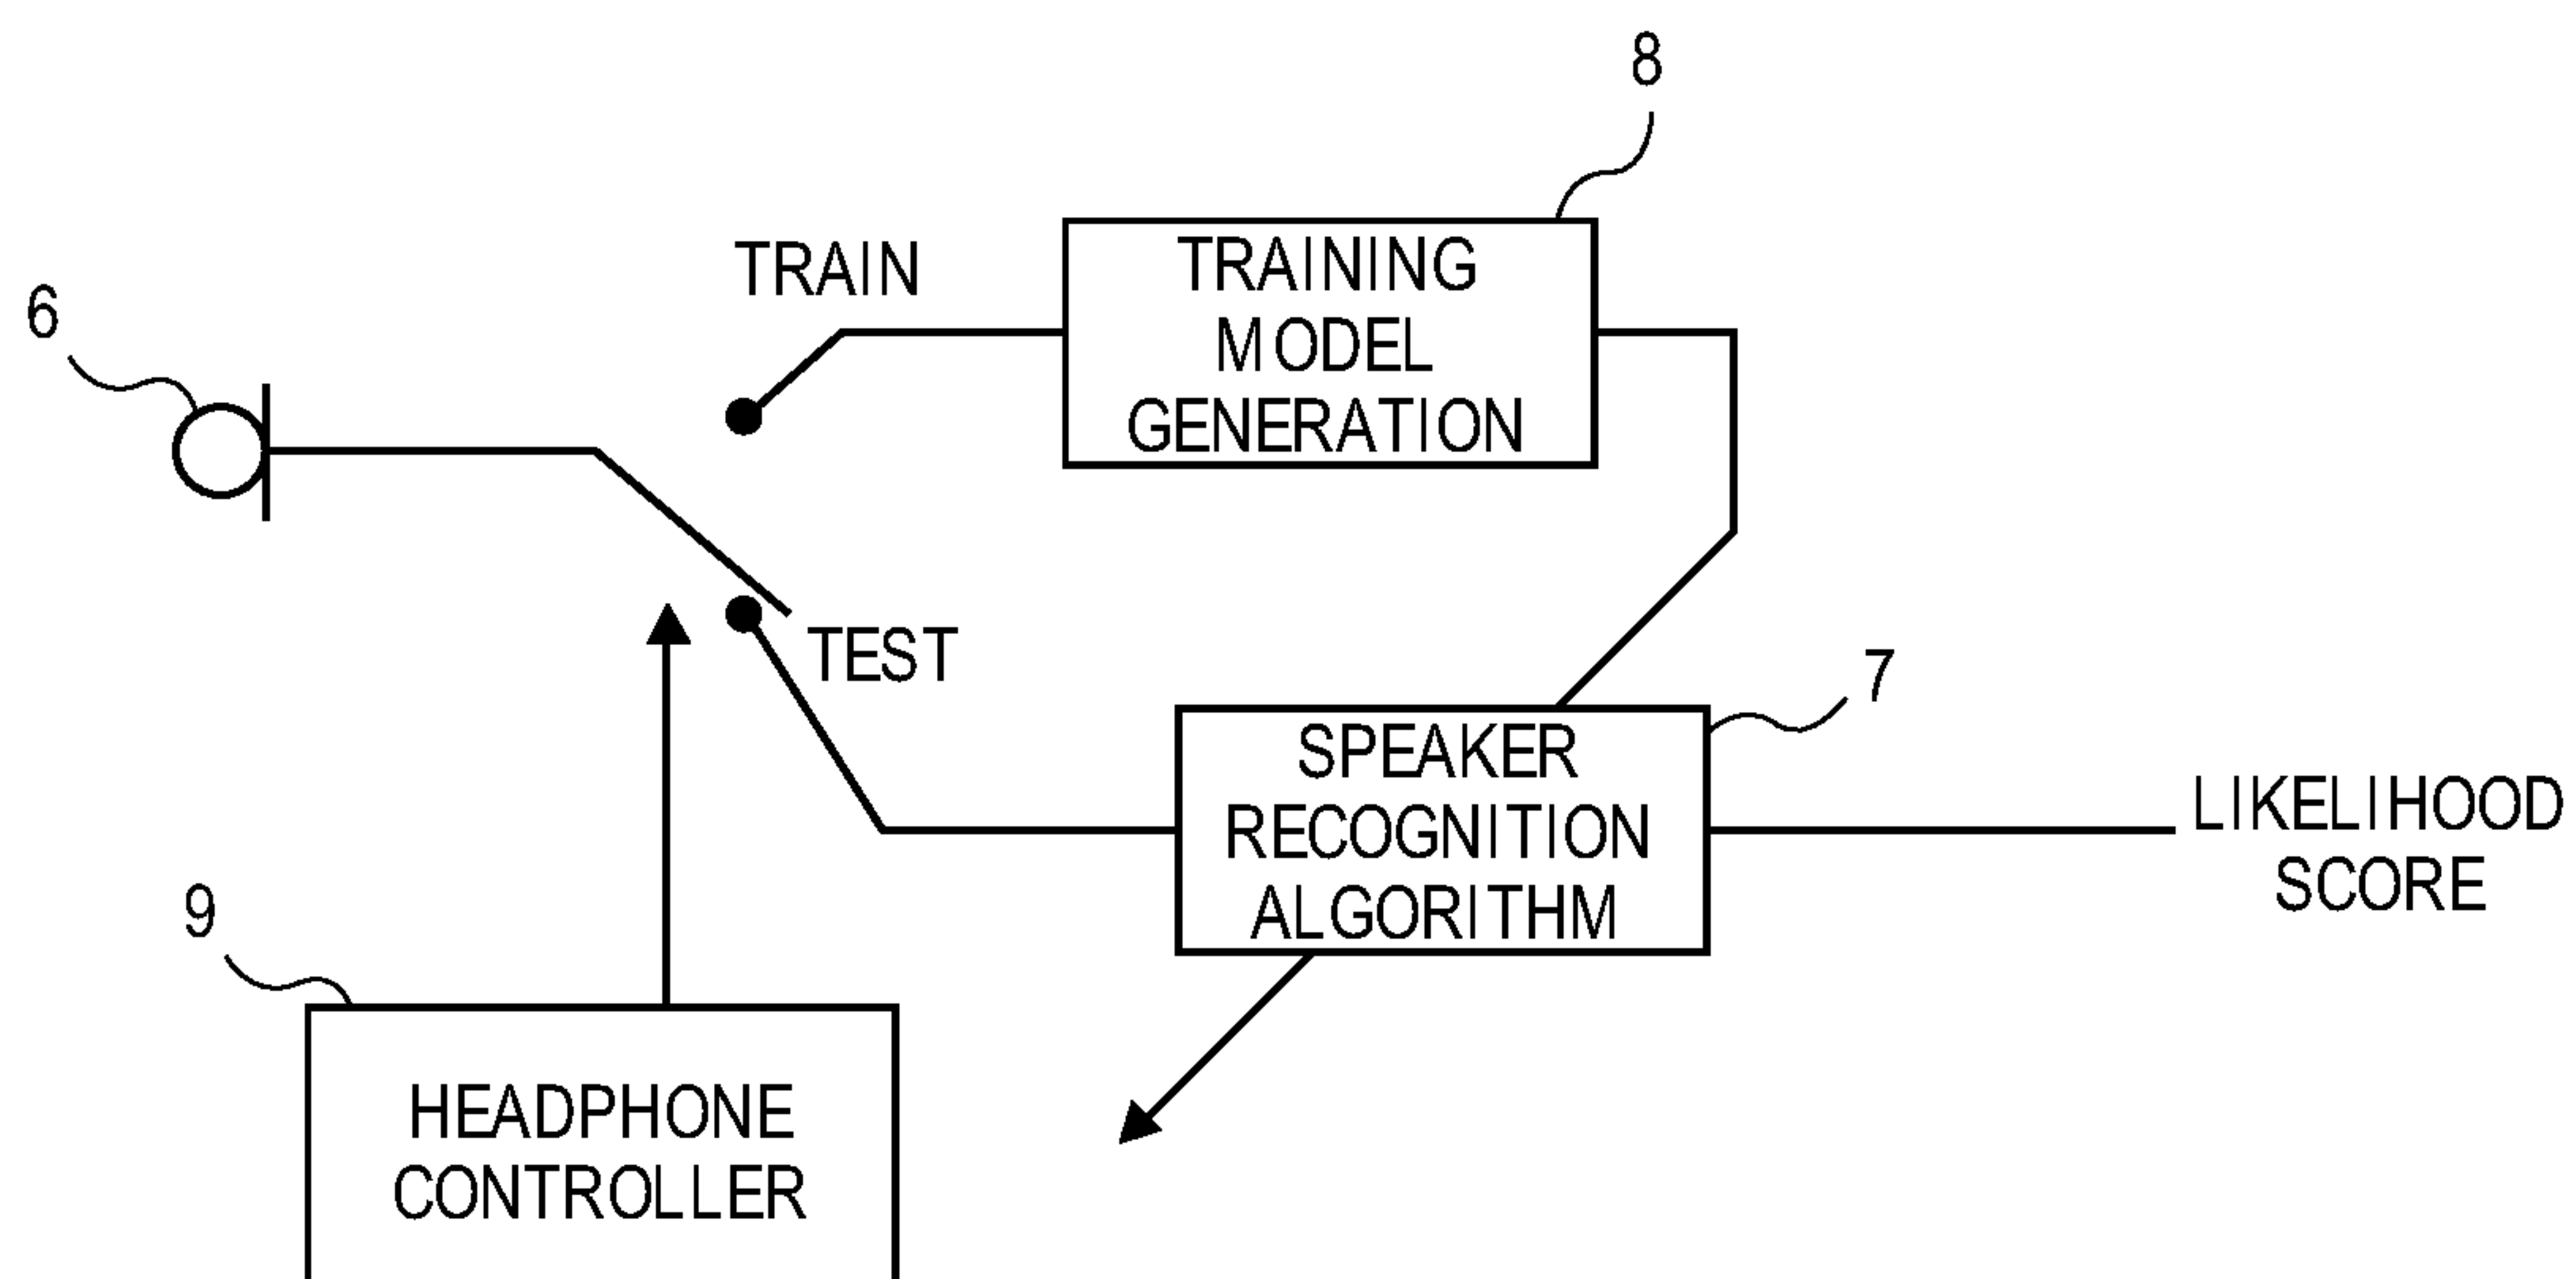 8
TRAIN
TRAINING
MODEL
GENERATION
6
TEST
7
SPEAKER
RECOGNITION
ALGORITHM
LIKELIHOOD
SCORE
9
HEADPHONE
CONTROLLER